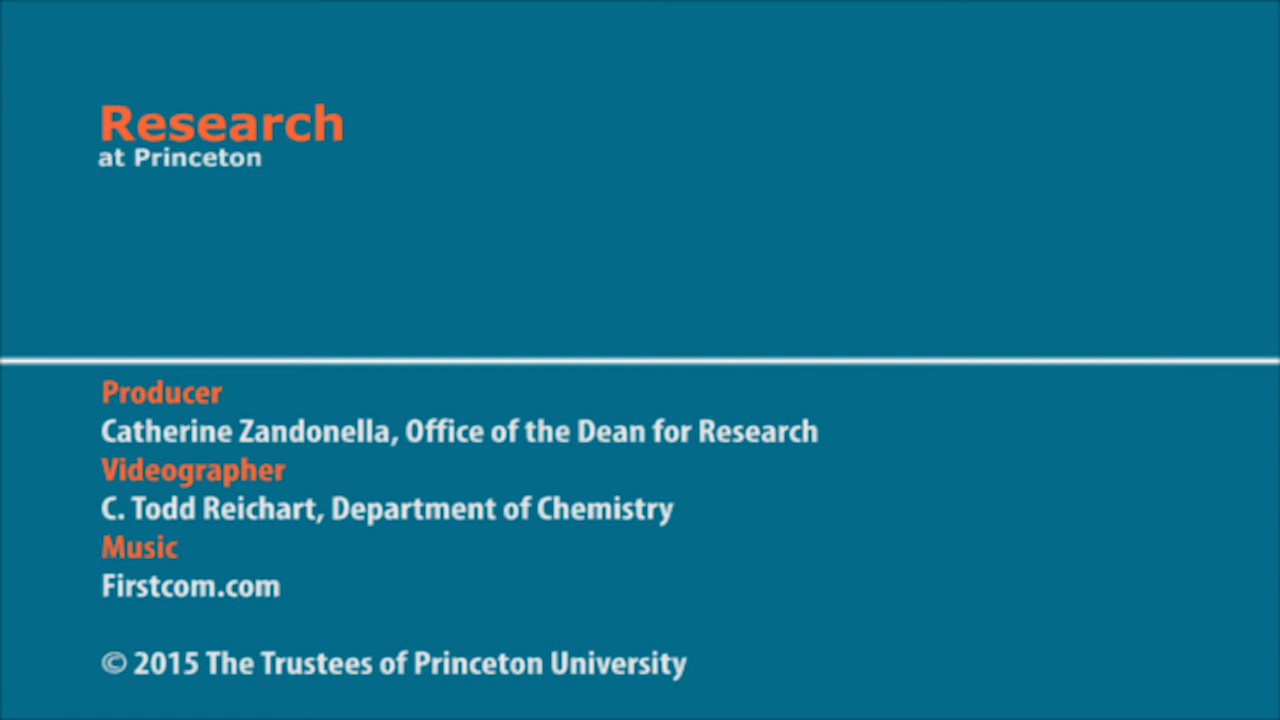 Research
at Princeton
Producer
Catherine Zandonella, Office of the Dean for Research
Videographer
C. Todd Reichart, Department of Chemistry
Music
Firstcom.com
© 2015 The Trustees of Princeton University